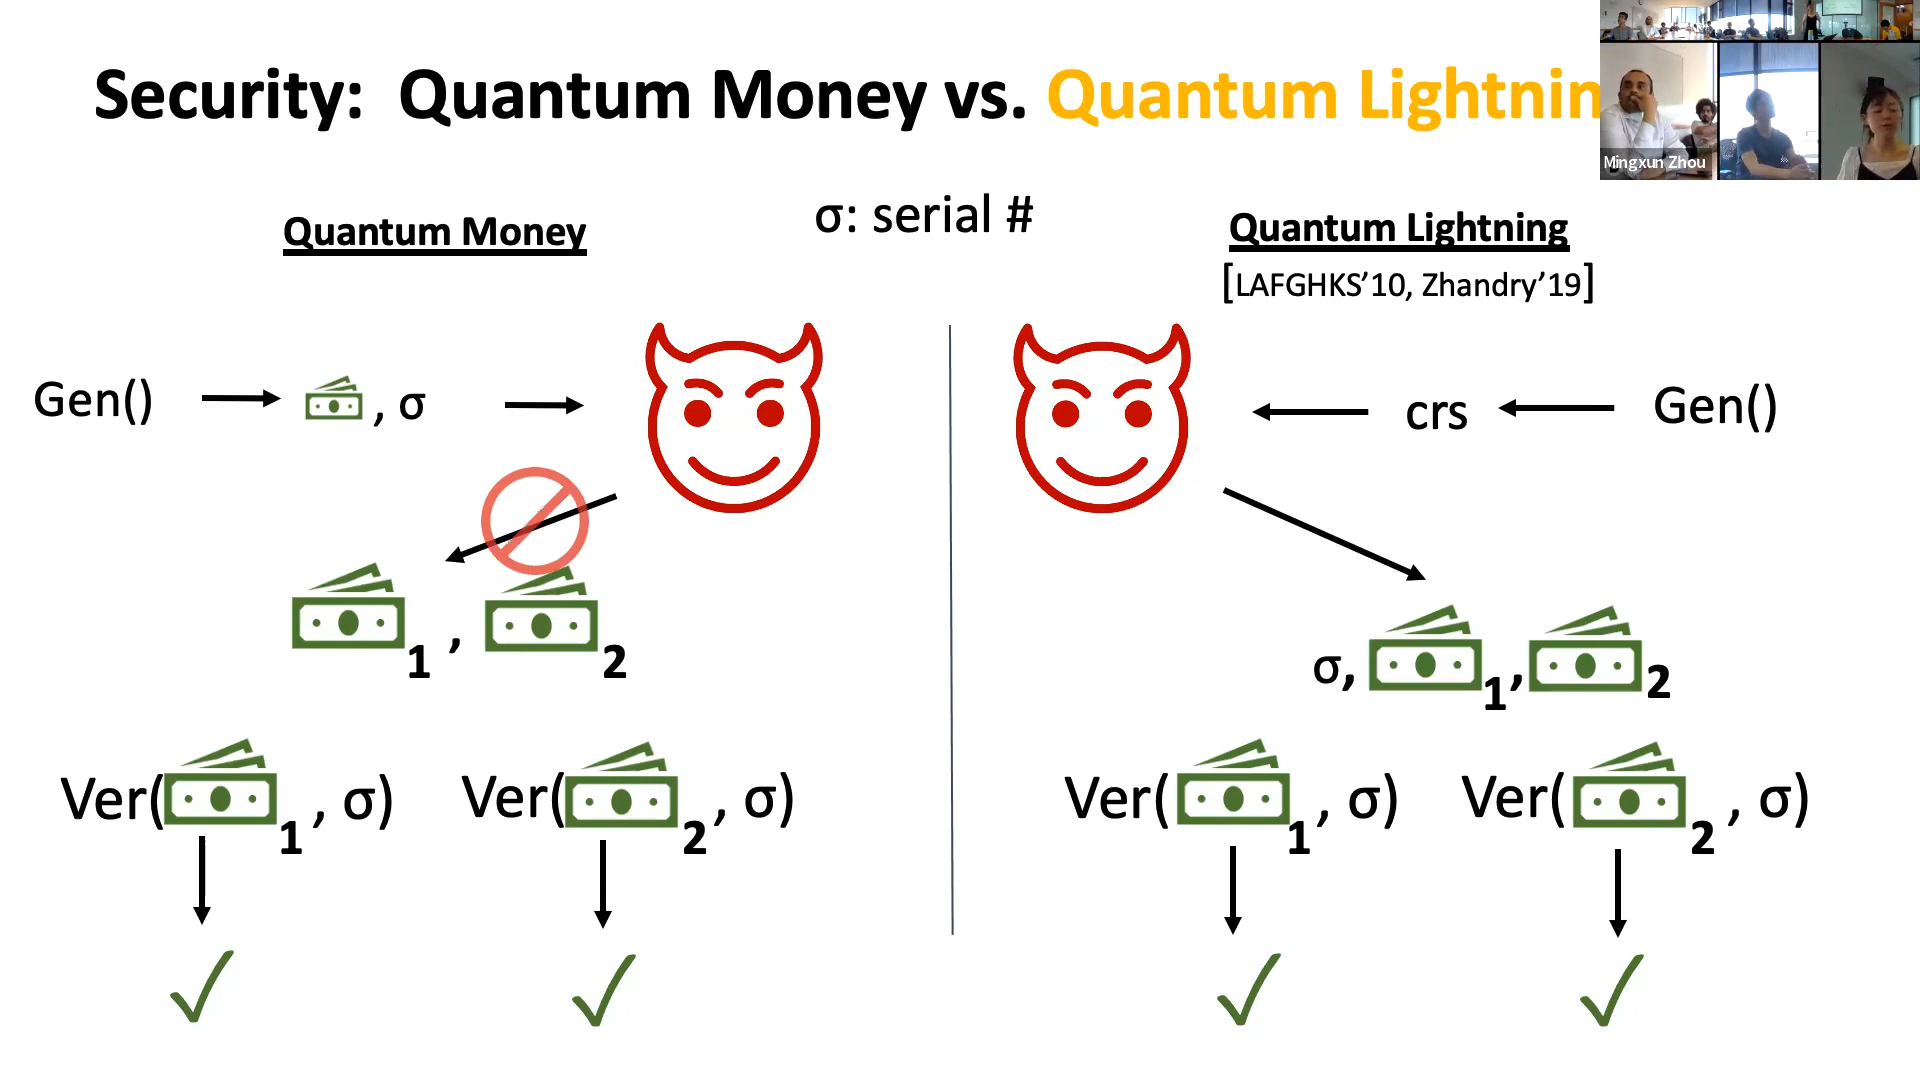 Security: Quantum Money vs. Quantum Lightnin
Mingxun Zhou
σ: serial #
Quantum Money
Quantum Lightning
[LAFGHKS’10, Zhandry’19]
Gen()
, σ
crs
Gen()
1 , 2
σ, 1, 2
Ver( 1 , σ)
Ver( 2 , σ)
Ver( 1 , σ)
Ver( 2 , σ)